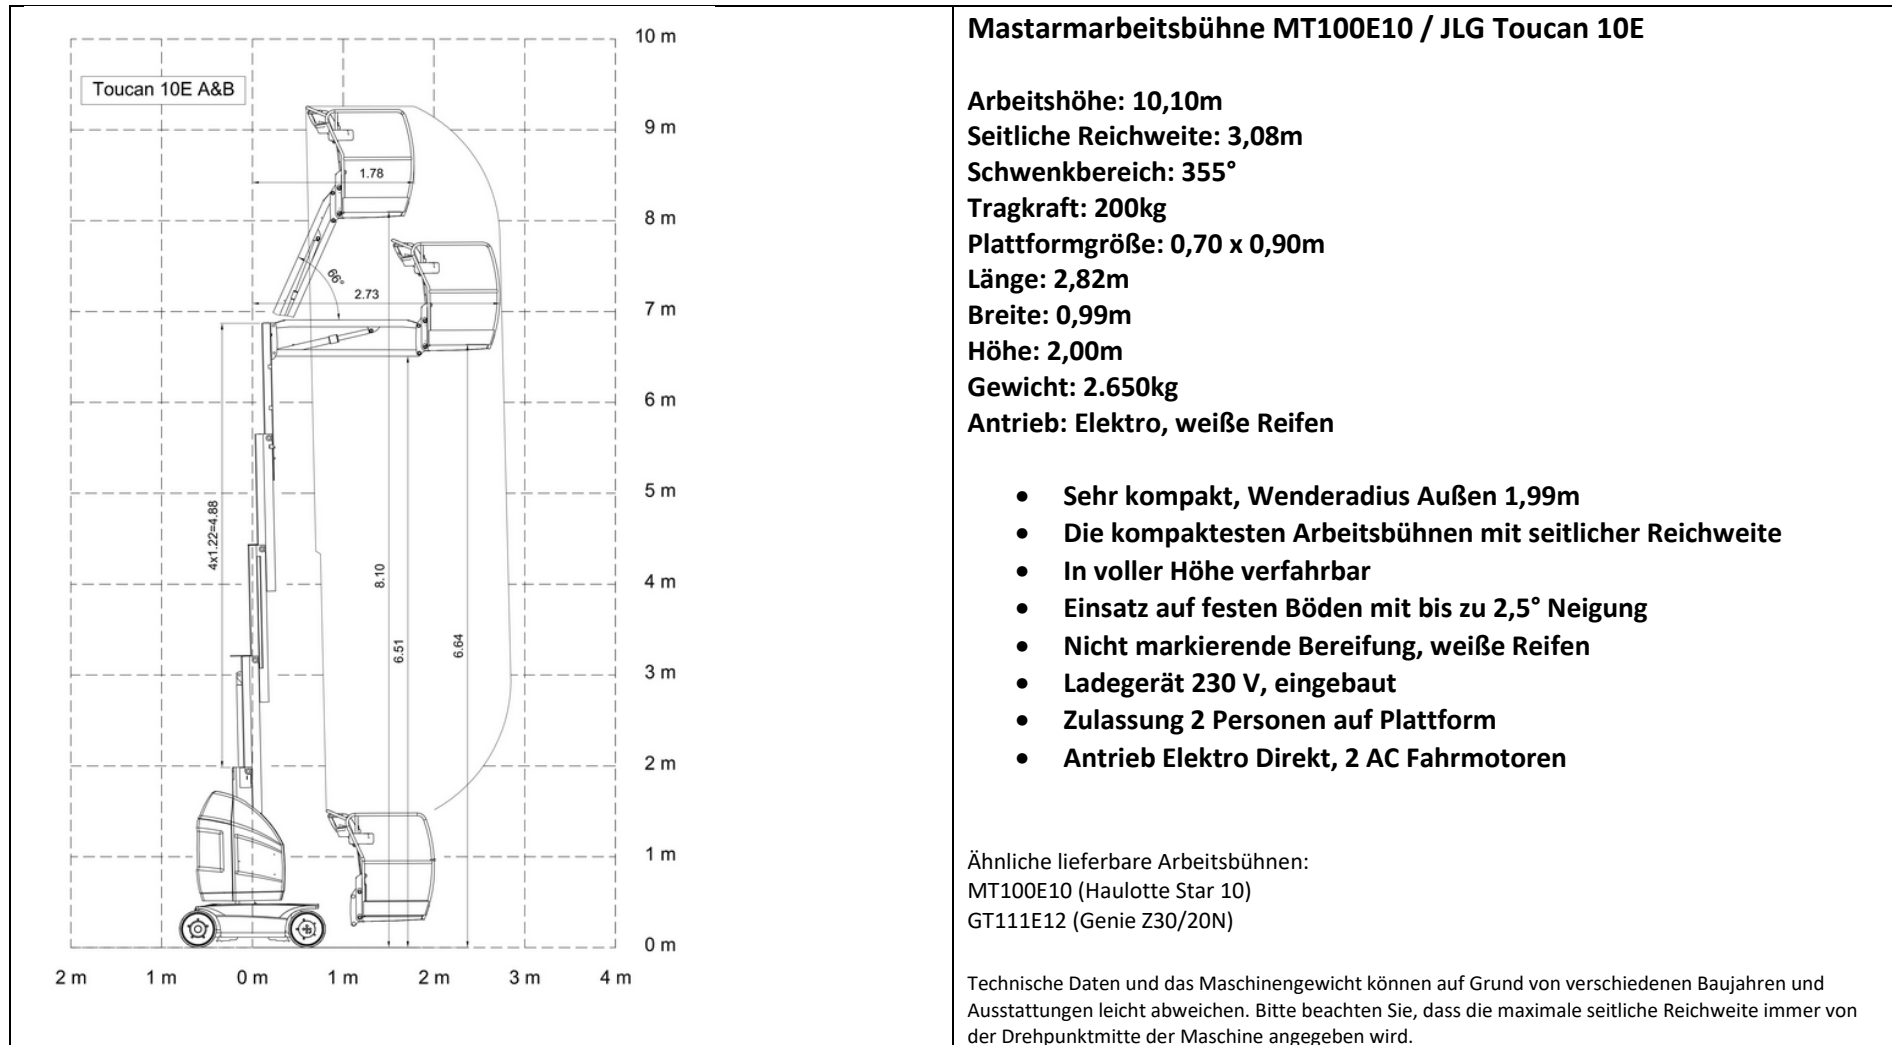 Toucan 10E A&B
10 m
9 m
8 m
7 m
6 m
5 m
4 m
3 m
2 m
1 m
0 m
1.78
66°
2.73
4x1.22=4.88
8.10
6.51
6.64
2 m
1 m
0 m
1 m
2 m
3 m
4 m
Mastarmarbeitsbühne MT100E10 / JLG Toucan 10E
Arbeitshöhe: 10,10m
Seitliche Reichweite: 3,08m
Schwenkbereich: 355°
Tragkraft: 200kg
Plattformgröße: 0,70 x 0,90m
Länge: 2,82m
Breite: 0,99m
Höhe: 2,00m
Gewicht: 2.650kg
Antrieb: Elektro, weiße Reifen
• Sehr kompakt, Wenderadius Außen 1,99m
• Die kompaktesten Arbeitsbühnen mit seitlicher Reichweite
• In voller Höhe verfahrbar
• Einsatz auf festen Böden mit bis zu 2,5° Neigung
• Nicht markierende Bereifung, weiße Reifen
• Ladegerät 230 V, eingebaut
• Zulassung 2 Personen auf Plattform
• Antrieb Elektro Direkt, 2 AC Fahrmotoren
Ähnliche lieferbare Arbeitsbühnen:
MT100E10 (Haulotte Star 10)
GT111E12 (Genie Z30/20N)
Technische Daten und das Maschinengewicht können auf Grund von verschiedenen Baujahren und
Ausstattungen leicht abweichen. Bitte beachten Sie, dass die maximale seitliche Reichweite immer von
der Drehpunktmitte der Maschine angegeben wird.